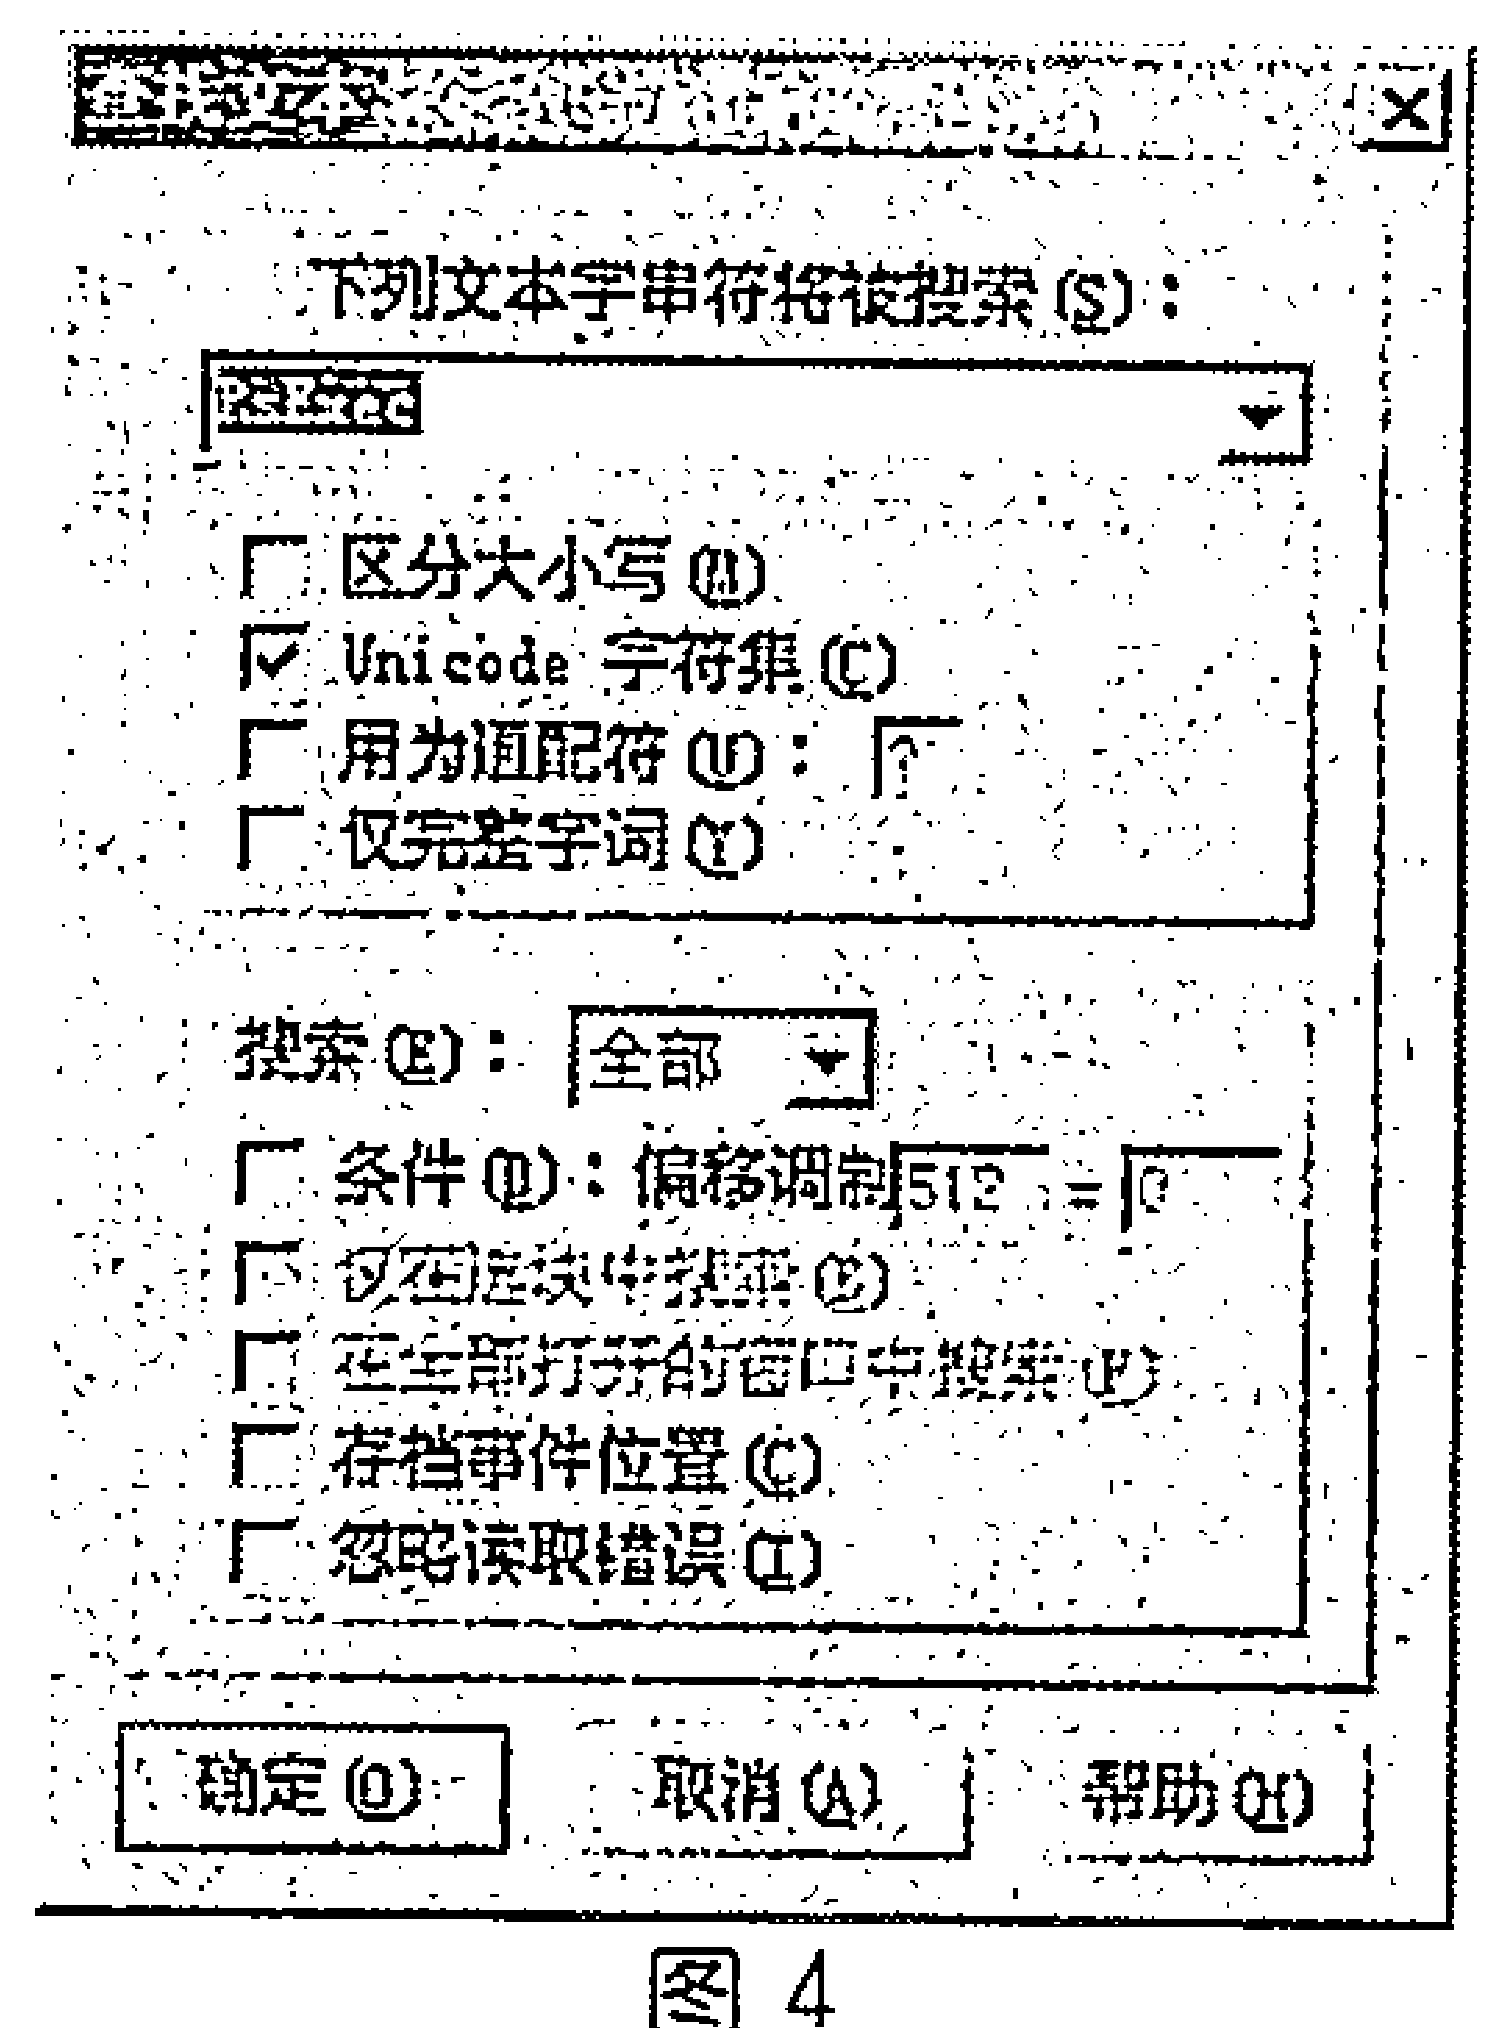 下列文本字串符将被搜索(S):
区分大小写(M)
Unicode 字符集(C)
用为通配符(U): ?
仅完整字词(Y)
搜索(E): 全部
条件(D): 偏移调制 512 = 0
仅在选块中搜索(B)
在全部打开的窗口中搜索(P)
存档事件位置(C)
忽略读取错误(I)
确定(O) 取消(A) 帮助(H)
图 4